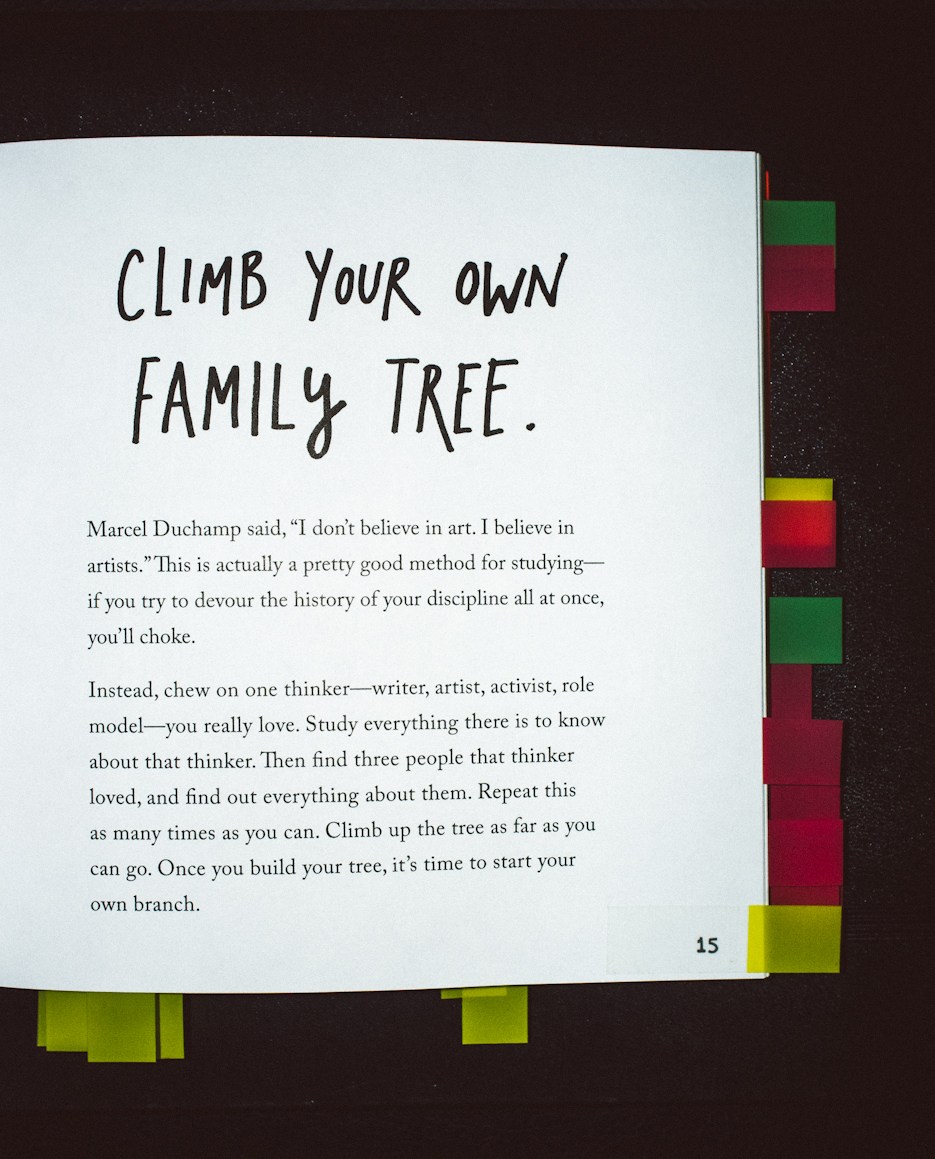 CLIMB YOUR OWN
FAMILY TREE.
Marcel Duchamp said, “I don’t believe in art. I believe in
artists.” This is actually a pretty good method for studying—
if you try to devour the history of your discipline all at once,
you’ll choke.
Instead, chew on one thinker—writer, artist, activist, role
model—you really love. Study everything there is to know
about that thinker. Then find three people that thinker
loved, and find out everything about them. Repeat this
as many times as you can. Climb up the tree as far as you
can go. Once you build your tree, it’s time to start your
own branch.
15